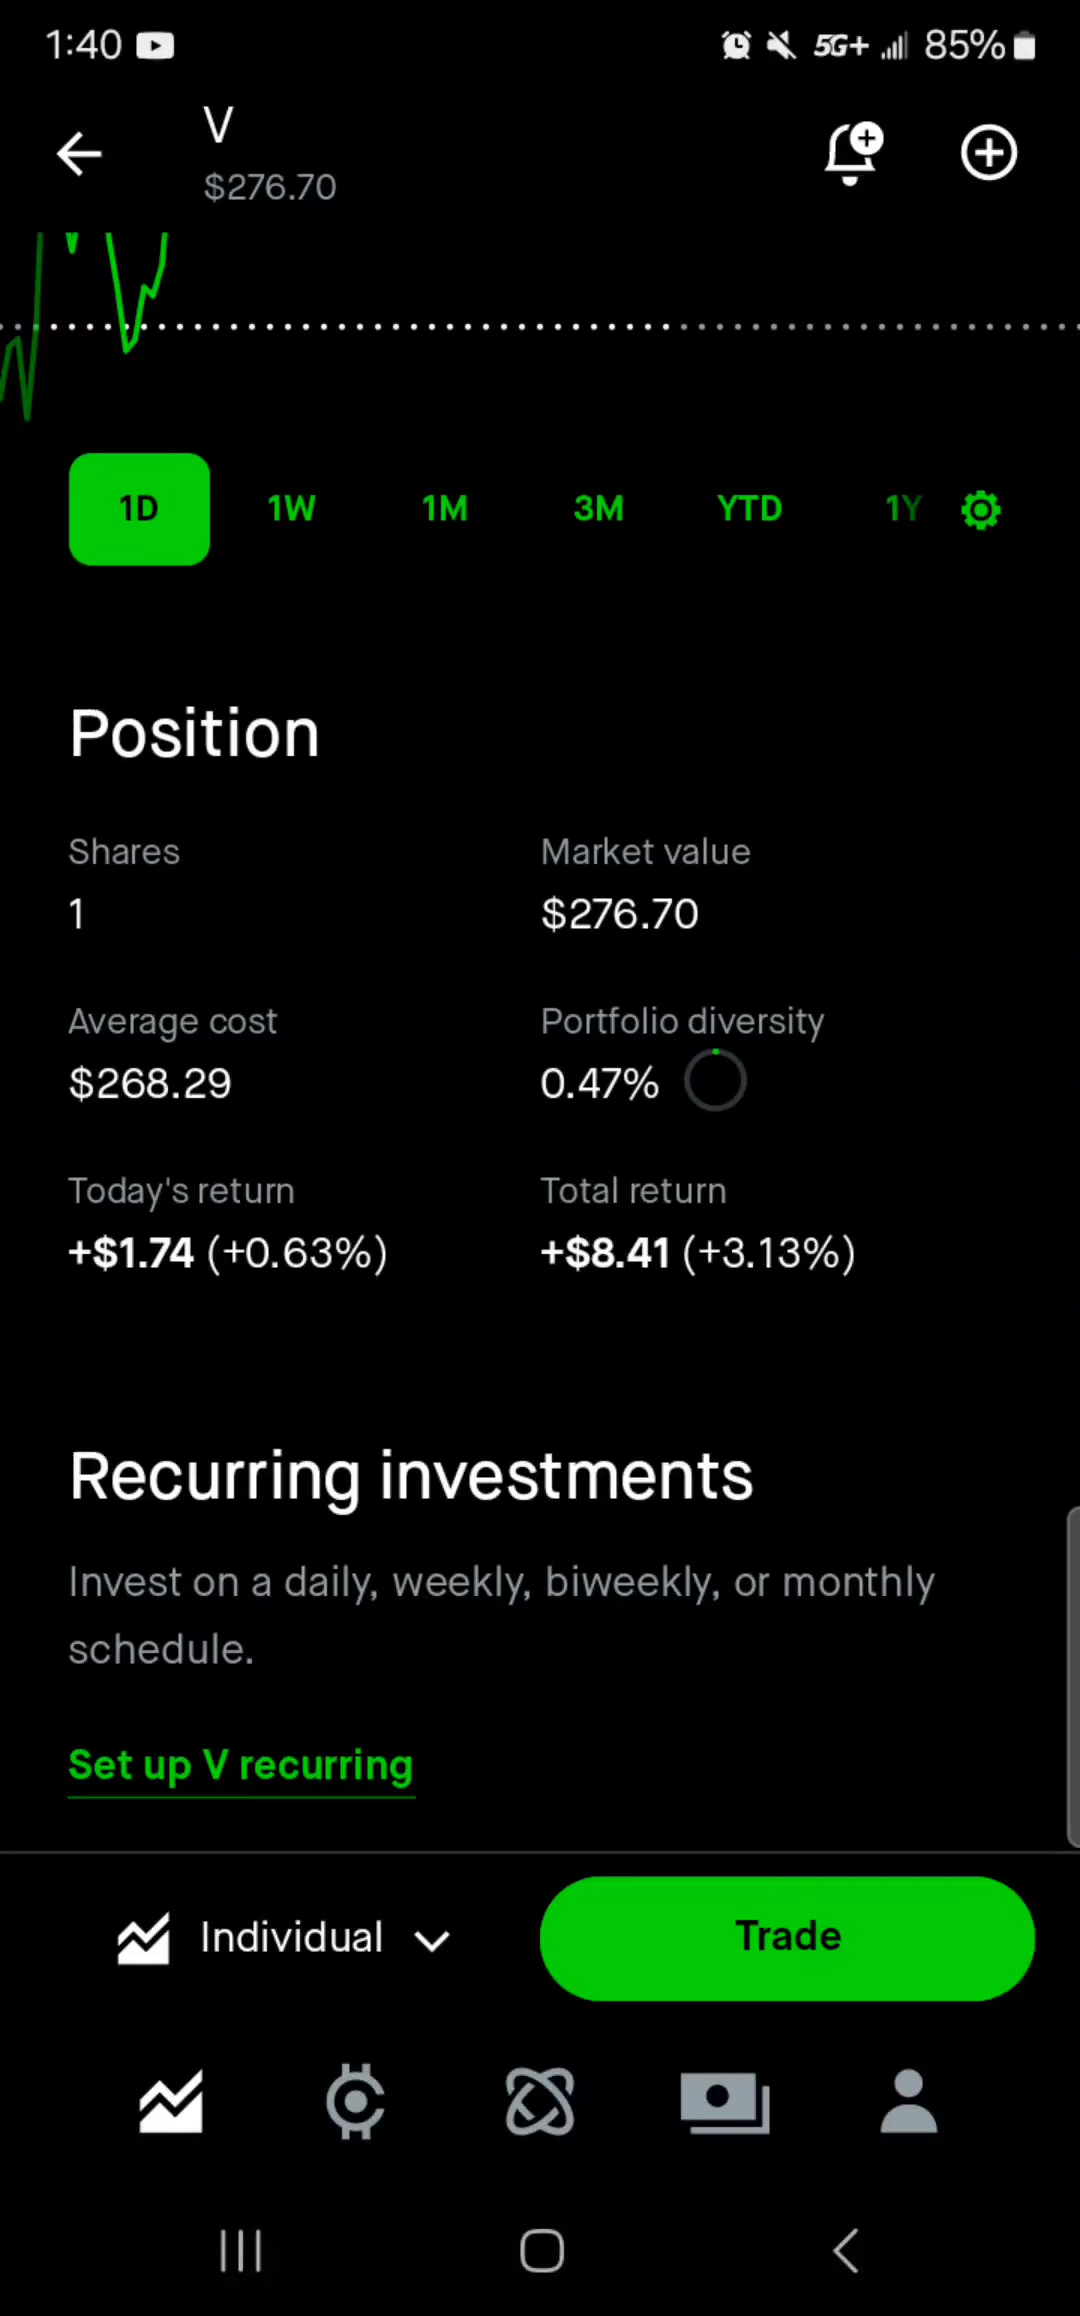 1:40 5G+ 85%
V
$276.70
1D 1W 1M 3M YTD 1Y
Position
Shares Market value
1 $276.70
Average cost Portfolio diversity
$268.29 0.47%
Today's return Total return
+$1.74 (+0.63%) +$8.41 (+3.13%)
Recurring investments
Invest on a daily, weekly, biweekly, or monthly
schedule.
Set up V recurring
Individual Trade